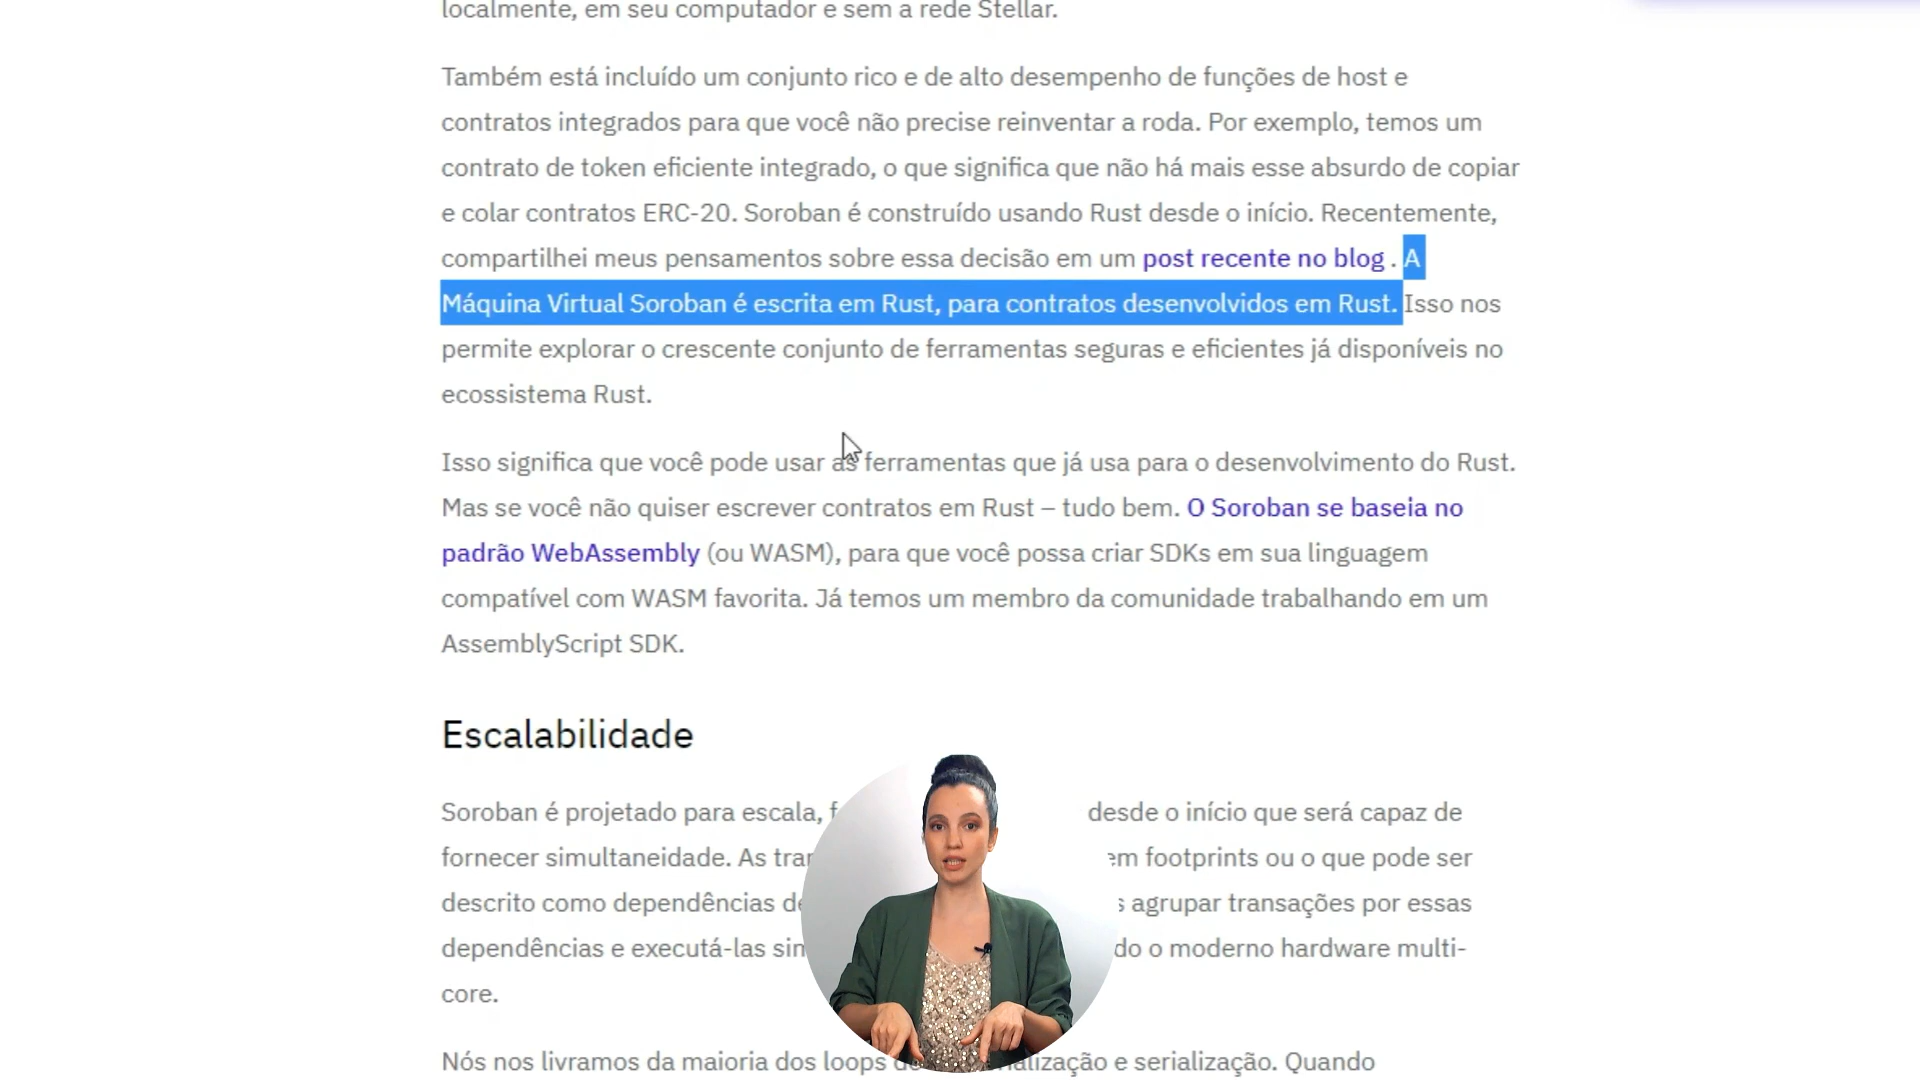 localmente, em seu computador e sem a rede Stellar.
Também está incluído um conjunto rico e de alto desempenho de funções de host e
contratos integrados para que você não precise reinventar a roda. Por exemplo, temos um
contrato de token eficiente integrado, o que significa que não há mais esse absurdo de copiar
e colar contratos ERC-20. Soroban é construído usando Rust desde o início. Recentemente,
compartilhei meus pensamentos sobre essa decisão em um post recente no blog . A
Máquina Virtual Soroban é escrita em Rust, para contratos desenvolvidos em Rust. Isso nos
permite explorar o crescente conjunto de ferramentas seguras e eficientes já disponíveis no
ecossistema Rust.
Isso significa que você pode usar as ferramentas que já usa para o desenvolvimento do Rust.
Mas se você não quiser escrever contratos em Rust – tudo bem. O Soroban se baseia no
padrão WebAssembly (ou WASM), para que você possa criar SDKs em sua linguagem
compatível com WASM favorita. Já temos um membro da comunidade trabalhando em um
AssemblyScript SDK.
Escalabilidade
Soroban é projetado para escala, desde o início que será capaz de
fornecer simultaneidade. As footprints ou o que pode ser
descrito como dependências agrupar transações por essas
dependências e executá-las o moderno hardware multi-
core.
Nós nos livramos da maioria dos loops e serialização. Quando